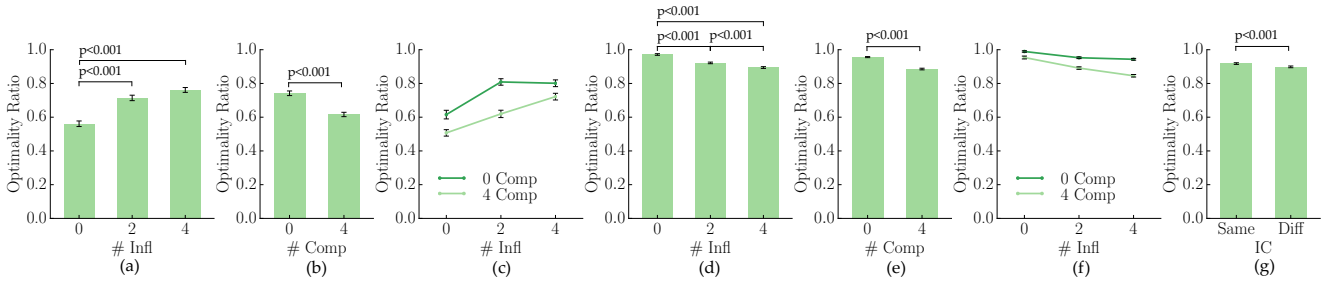 p<0.001
p<0.001
1.0
0.8
0.6
0.4
0.2
0.0
Optimality Ratio
0 2 4
# Infl
(a)
p<0.001
1.0
0.8
0.6
0.4
0.2
0.0
Optimality Ratio
0 4
# Comp
(b)
1.0
0.8
0.6
0.4
0.2
0.0
Optimality Ratio
0 Comp
4 Comp
0 2 4
# Infl
(c)
p<0.001
p<0.001 p<0.001
1.0
0.8
0.6
0.4
0.2
0.0
Optimality Ratio
0 2 4
# Infl
(d)
p<0.001
1.0
0.8
0.6
0.4
0.2
0.0
Optimality Ratio
0 4
# Comp
(e)
1.0
0.8
0.6
0.4
0.2
0.0
Optimality Ratio
0 Comp
4 Comp
0 2 4
# Infl
(f)
p<0.001
1.0
0.8
0.6
0.4
0.2
0.0
Optimality Ratio
Same Diff
IC
(g)